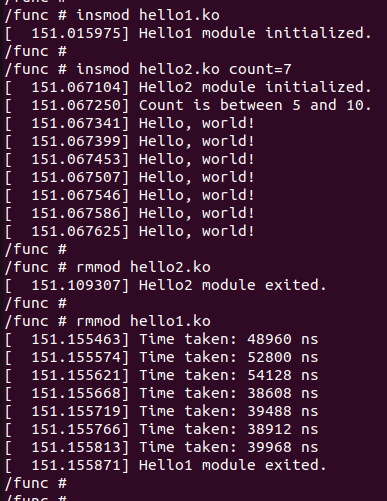 /func # insmod hello1.ko
[  151.015975] Hello1 module initialized.
/func #
/func # insmod hello2.ko count=7
[  151.067104] Hello2 module initialized.
[  151.067250] Count is between 5 and 10.
[  151.067341] Hello, world!
[  151.067399] Hello, world!
[  151.067453] Hello, world!
[  151.067507] Hello, world!
[  151.067546] Hello, world!
[  151.067586] Hello, world!
[  151.067625] Hello, world!
/func #
/func # rmmod hello2.ko
[  151.109307] Hello2 module exited.
/func #
/func # rmmod hello1.ko
[  151.155463] Time taken: 48960 ns
[  151.155574] Time taken: 52800 ns
[  151.155621] Time taken: 54128 ns
[  151.155668] Time taken: 38608 ns
[  151.155719] Time taken: 39488 ns
[  151.155766] Time taken: 38912 ns
[  151.155813] Time taken: 39968 ns
[  151.155871] Hello1 module exited.
/func #
/func #